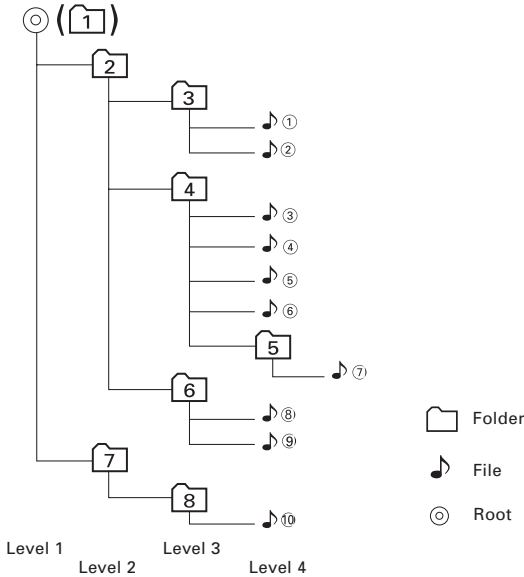 (1)
2
3
①
②
4
③
④
⑤
⑥
5
⑦
6
⑧
⑨
7
8
⑩
Folder
File
Root
Level 1
Level 2
Level 3
Level 4